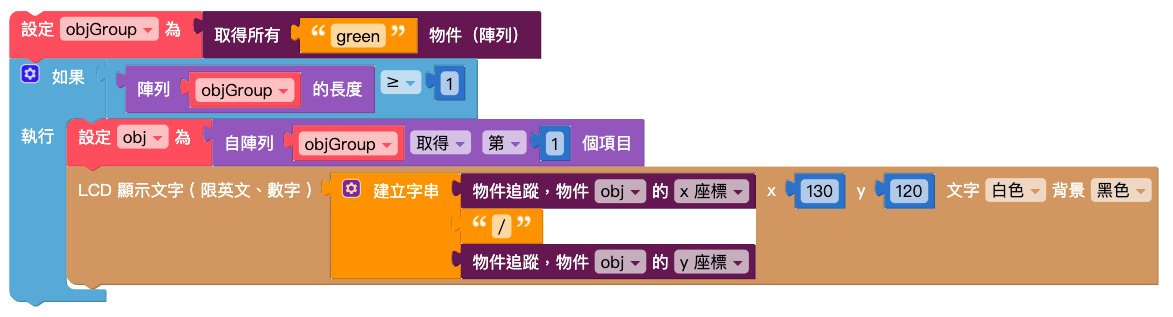 設定 objGroup 為 取得所有 “ green ” 物件（陣列）
如果 陣列 objGroup 的長度 ≥ 1
執行 設定 obj 為 自陣列 objGroup 取得 第 1 個項目
LCD 顯示文字 ( 限英文、數字 ) 建立字串 物件追蹤，物件 obj 的 x 座標 x 130 y 120 文字 白色 背景 黑色
“ / ”
物件追蹤，物件 obj 的 y 座標